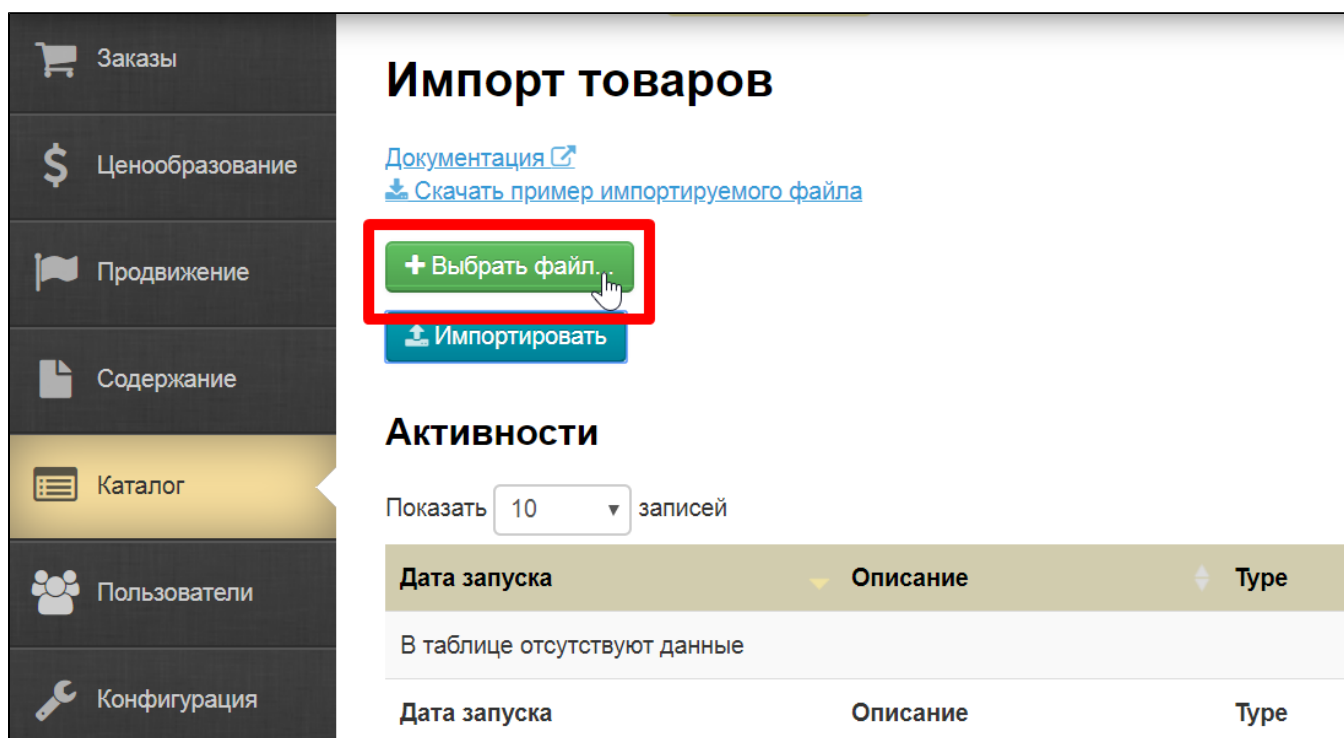 Заказы
Ценообразование
Продвижение
Содержание
Каталог
Пользователи
Конфигурация
Импорт товаров
Документация
Скачать пример импортируемого файла
+ Выбрать файл...
Импортировать
Активности
Показать 10 записей
Дата запуска Описание Type
В таблице отсутствуют данные
Дата запуска Описание Type